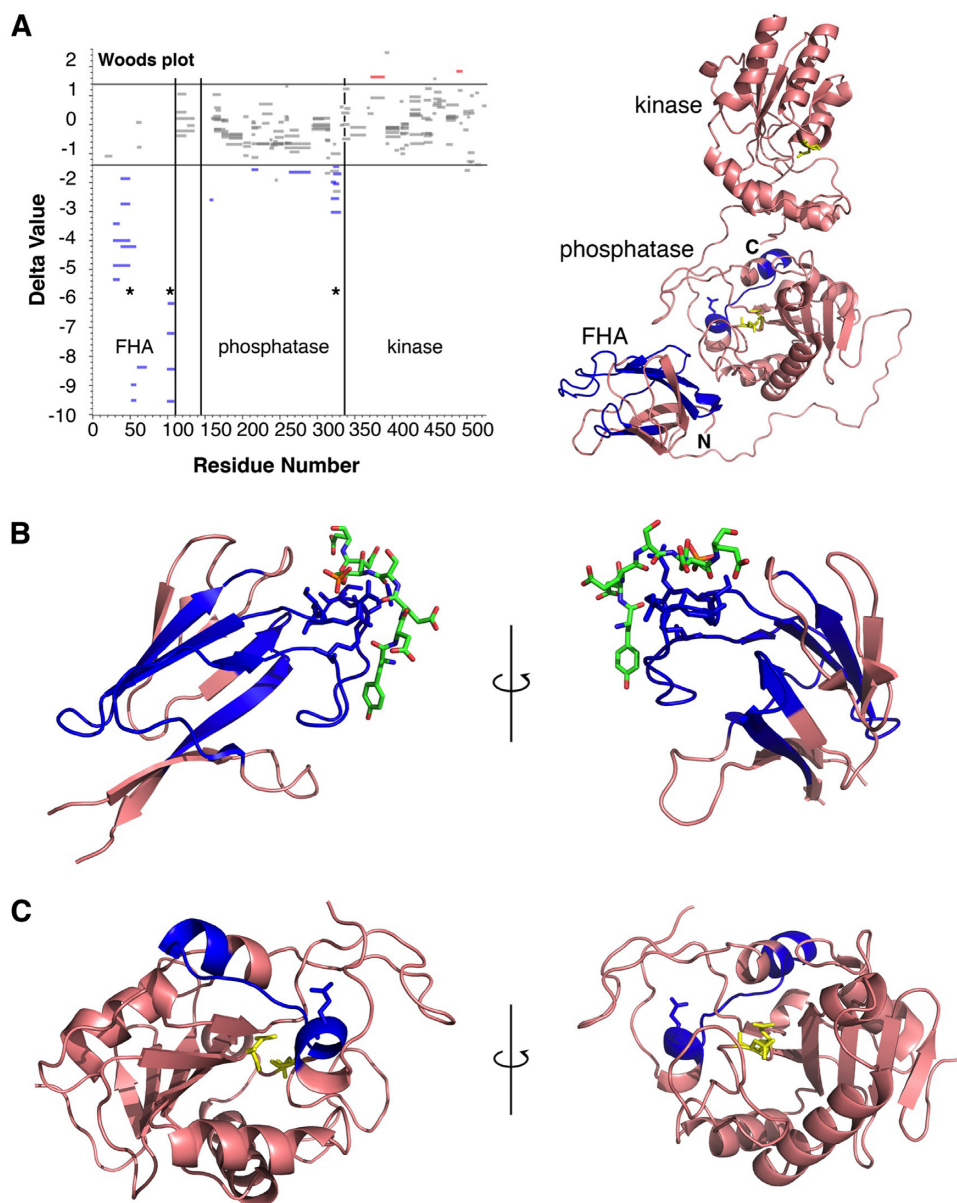 A
Woods plot
2
1
0
-1
-2
-3
-4
-5
-6
-7
-8
-9
-10
Delta Value
* * *
FHA phosphatase kinase
0 50 100 150 200 250 300 350 400 450 500
Residue Number
kinase
phosphatase
C
FHA
N
B
C